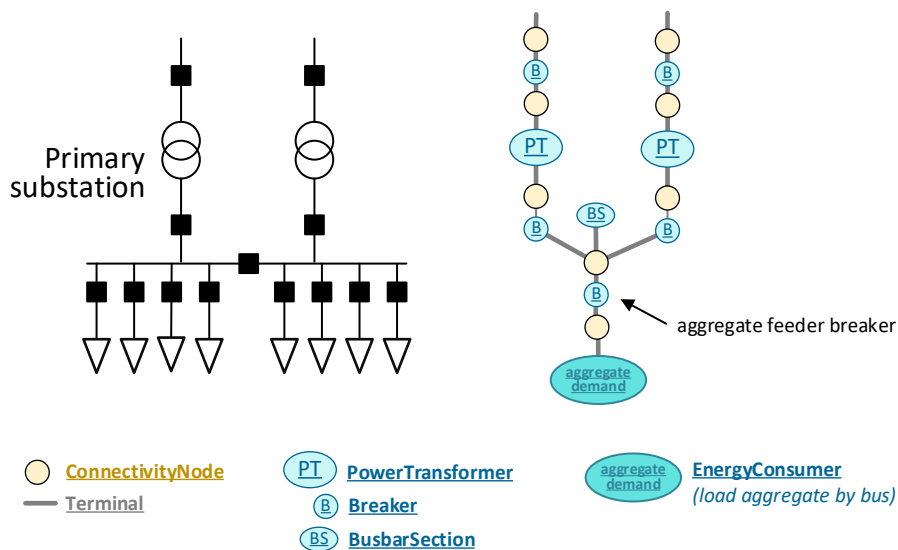 Primary
substation
B
B
PT
PT
BS
B
B
B
aggregate feeder breaker
aggregate
demand
ConnectivityNode
Terminal
PT
PowerTransformer
B
Breaker
BS
BusbarSection
aggregate
demand
EnergyConsumer
(load aggregate by bus)